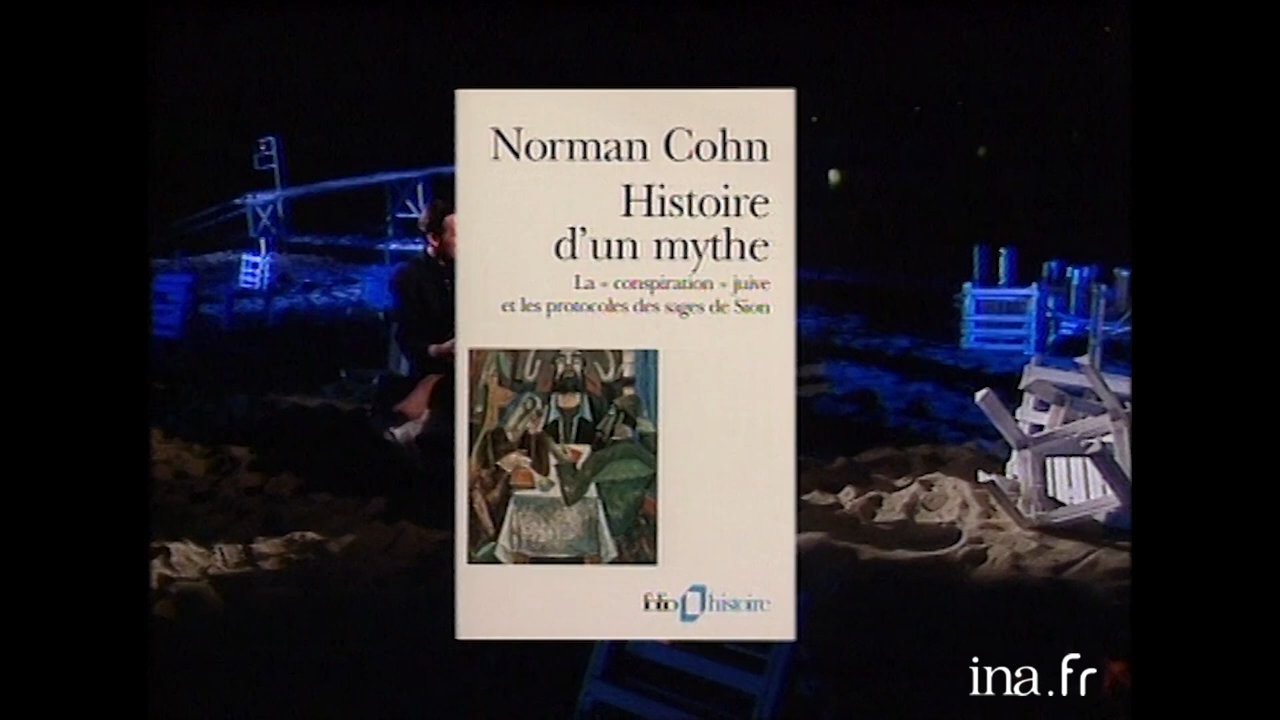 Norman Cohn
Histoire
d'un mythe
La « conspiration » juive
et les protocoles des sages de Sion
folio histoire
ina.fr